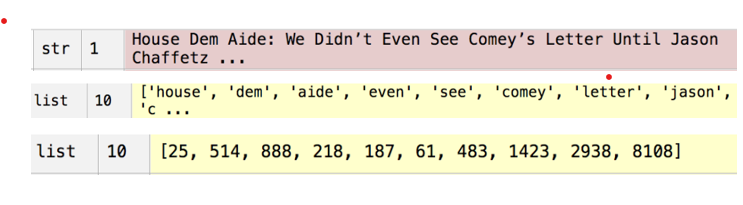 str 1 House Dem Aide: We Didn’t Even See Comey’s Letter Until Jason
Chaffetz ...
list 10 ['house', 'dem', 'aide', 'even', 'see', 'comey', 'letter', 'jason',
'c ...
list 10 [25, 514, 888, 218, 187, 61, 483, 1423, 2938, 8108]